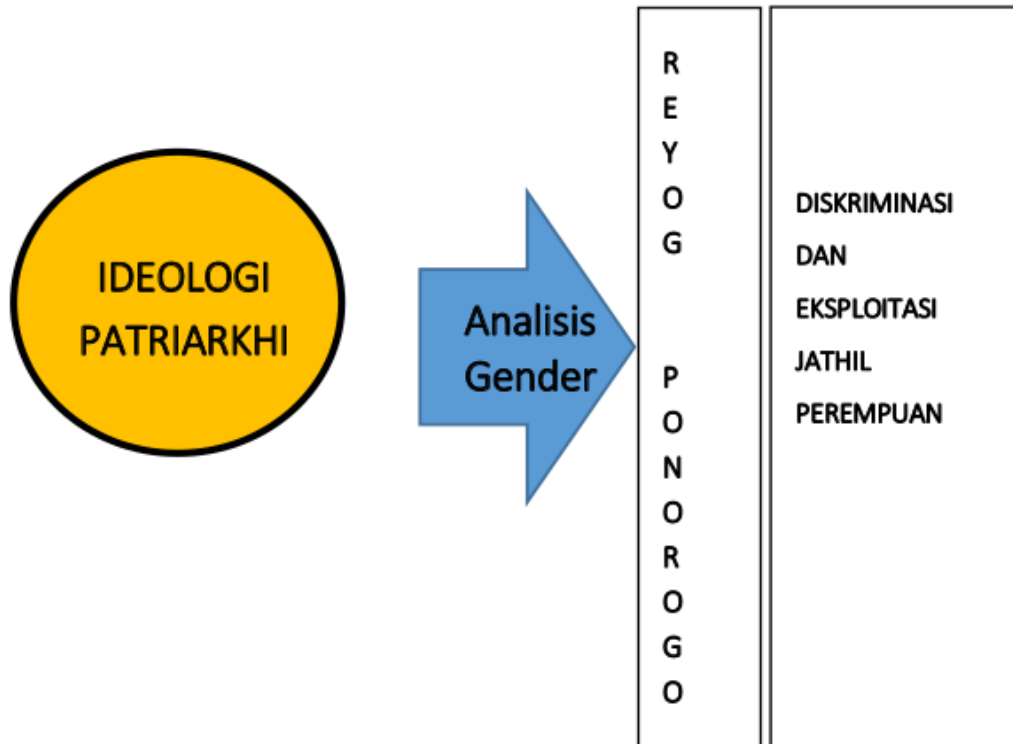 IDEOLOGI
PATRIARKHI
Analisis
Gender
R
E
Y
O
G
P
O
N
O
R
O
G
O
DISKRIMINASI
DAN
EKSPLOITASI
JATHIL
PEREMPUAN